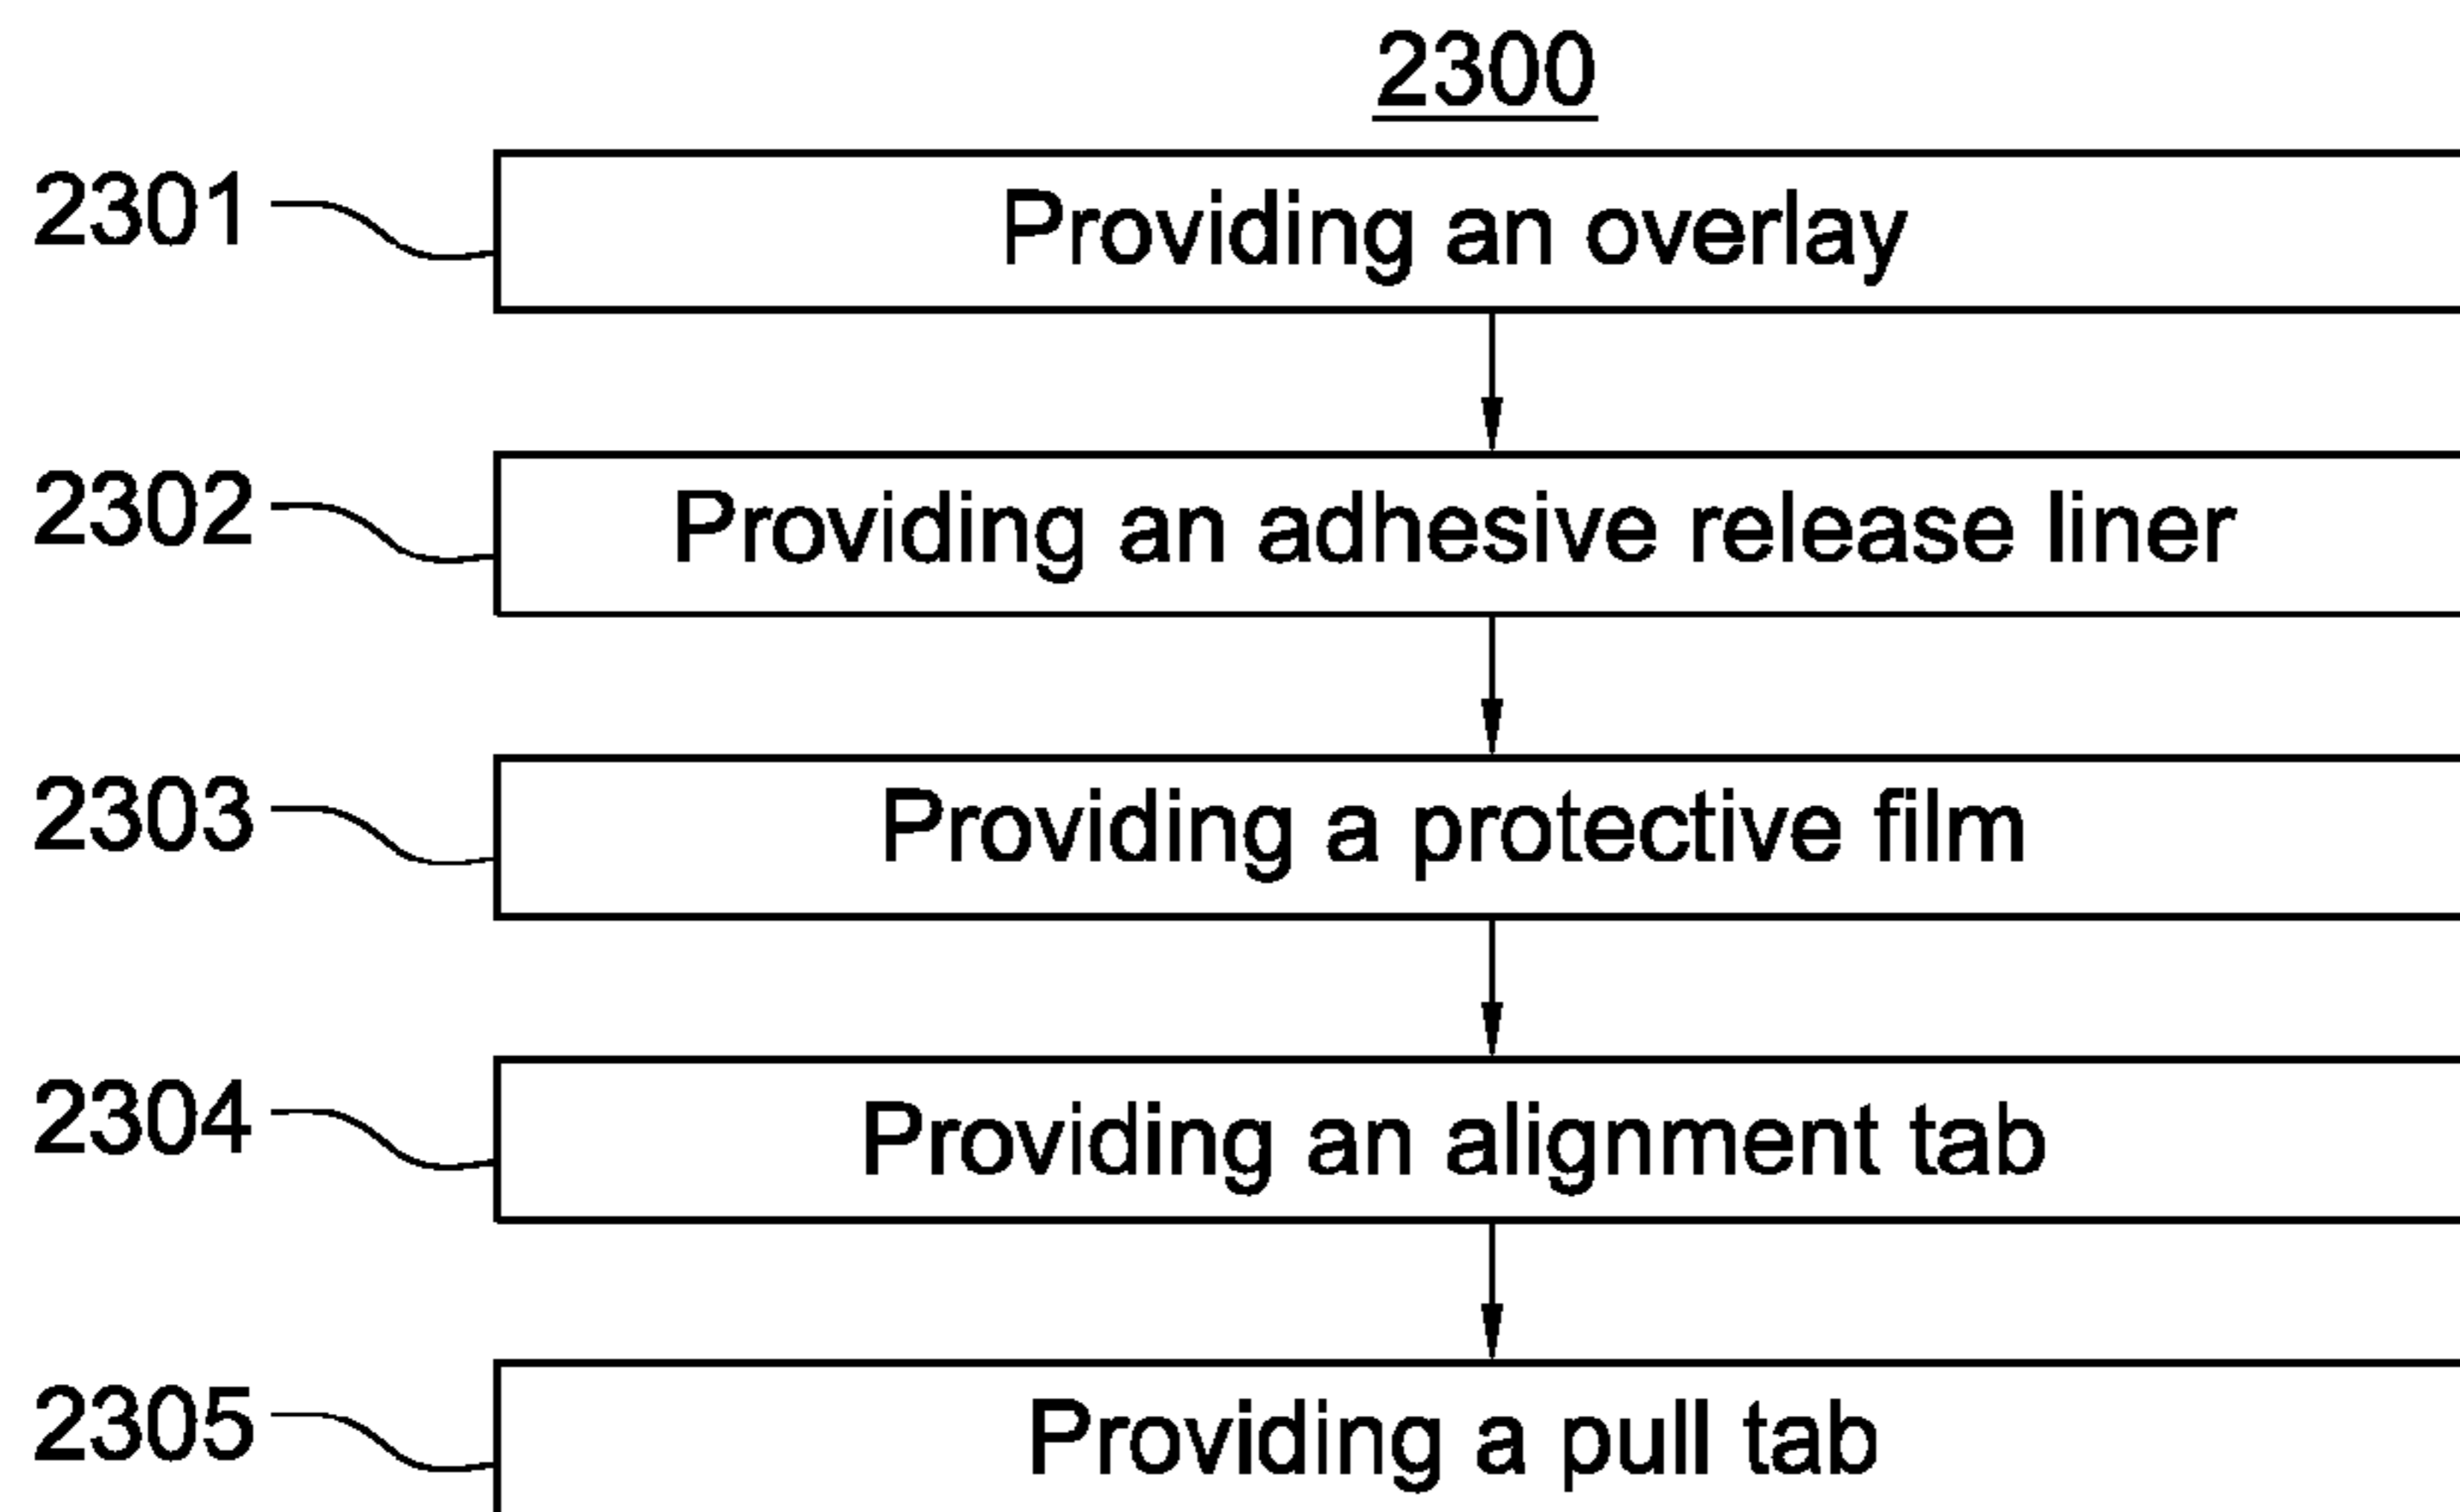 2300
2301 Providing an overlay
2302 Providing an adhesive release liner
2303 Providing a protective film
2304 Providing an alignment tab
2305 Providing a pull tab